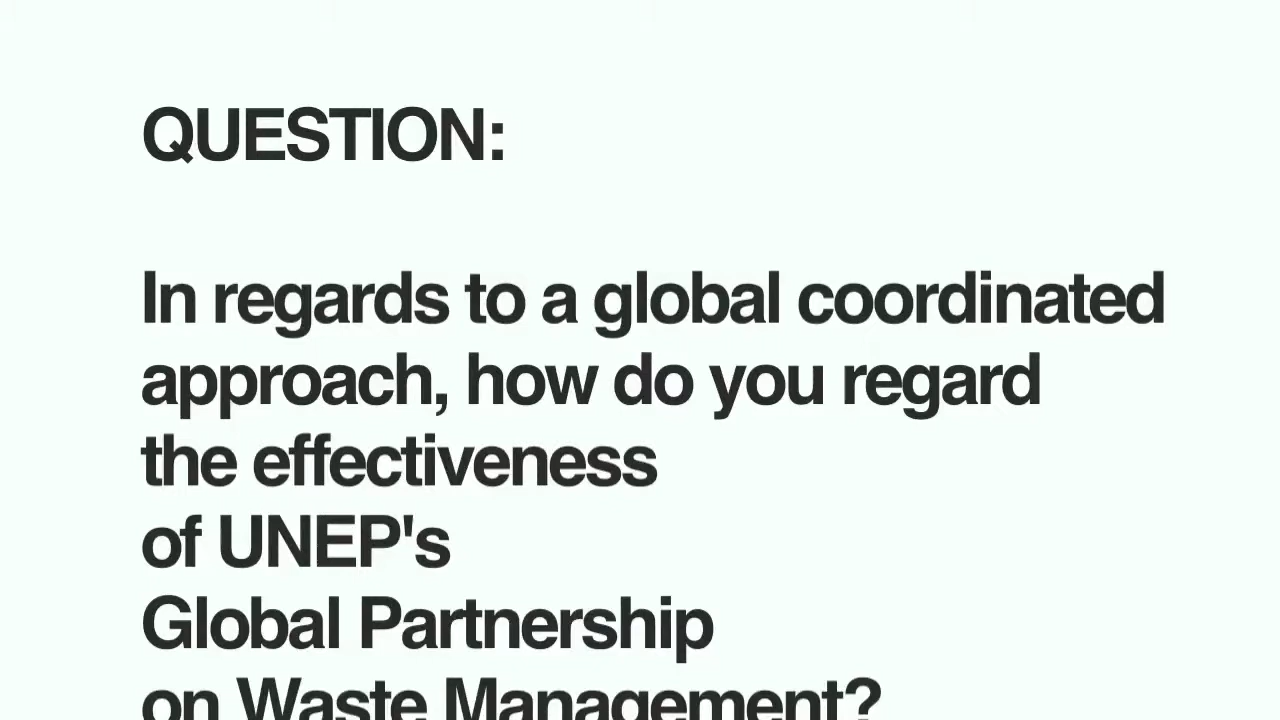 QUESTION:
In regards to a global coordinated
approach, how do you regard
the effectiveness
of UNEP's
Global Partnership
on Waste Management?